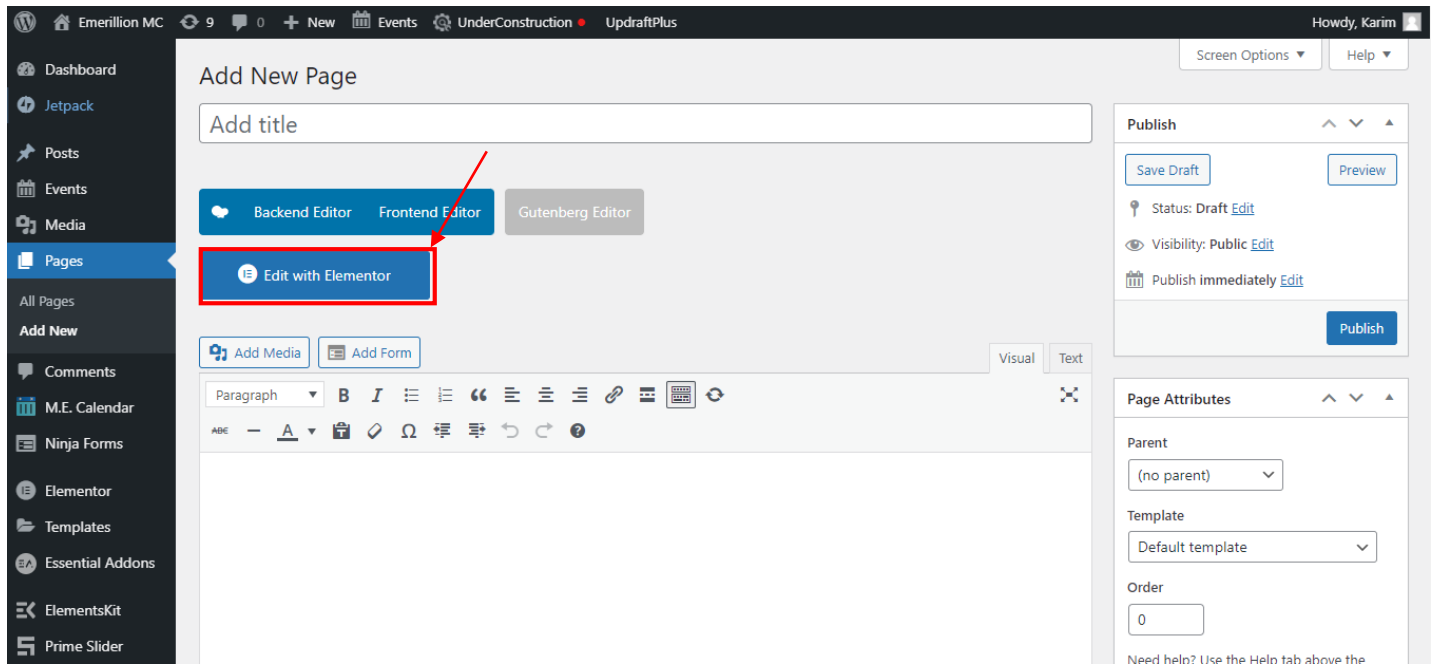 Emerillion MC 9 0 New Events UnderConstruction UpdraftPlus Howdy, Karim
Dashboard
Jetpack
Posts
Events
Media
Pages
All Pages
Add New
Comments
M.E. Calendar
Ninja Forms
Elementor
Templates
Essential Addons
ElementsKit
Prime Slider
Screen Options ▼ Help ▼
Add New Page
Add title
Backend Editor Frontend Editor Gutenberg Editor
Edit with Elementor
Add Media Add Form
Visual Text
Paragraph
ABE
Publish
Save Draft Preview
Status: Draft Edit
Visibility: Public Edit
Publish immediately Edit
Publish
Page Attributes
Parent
(no parent)
Template
Default template
Order
0
Need help? Use the Help tab above the